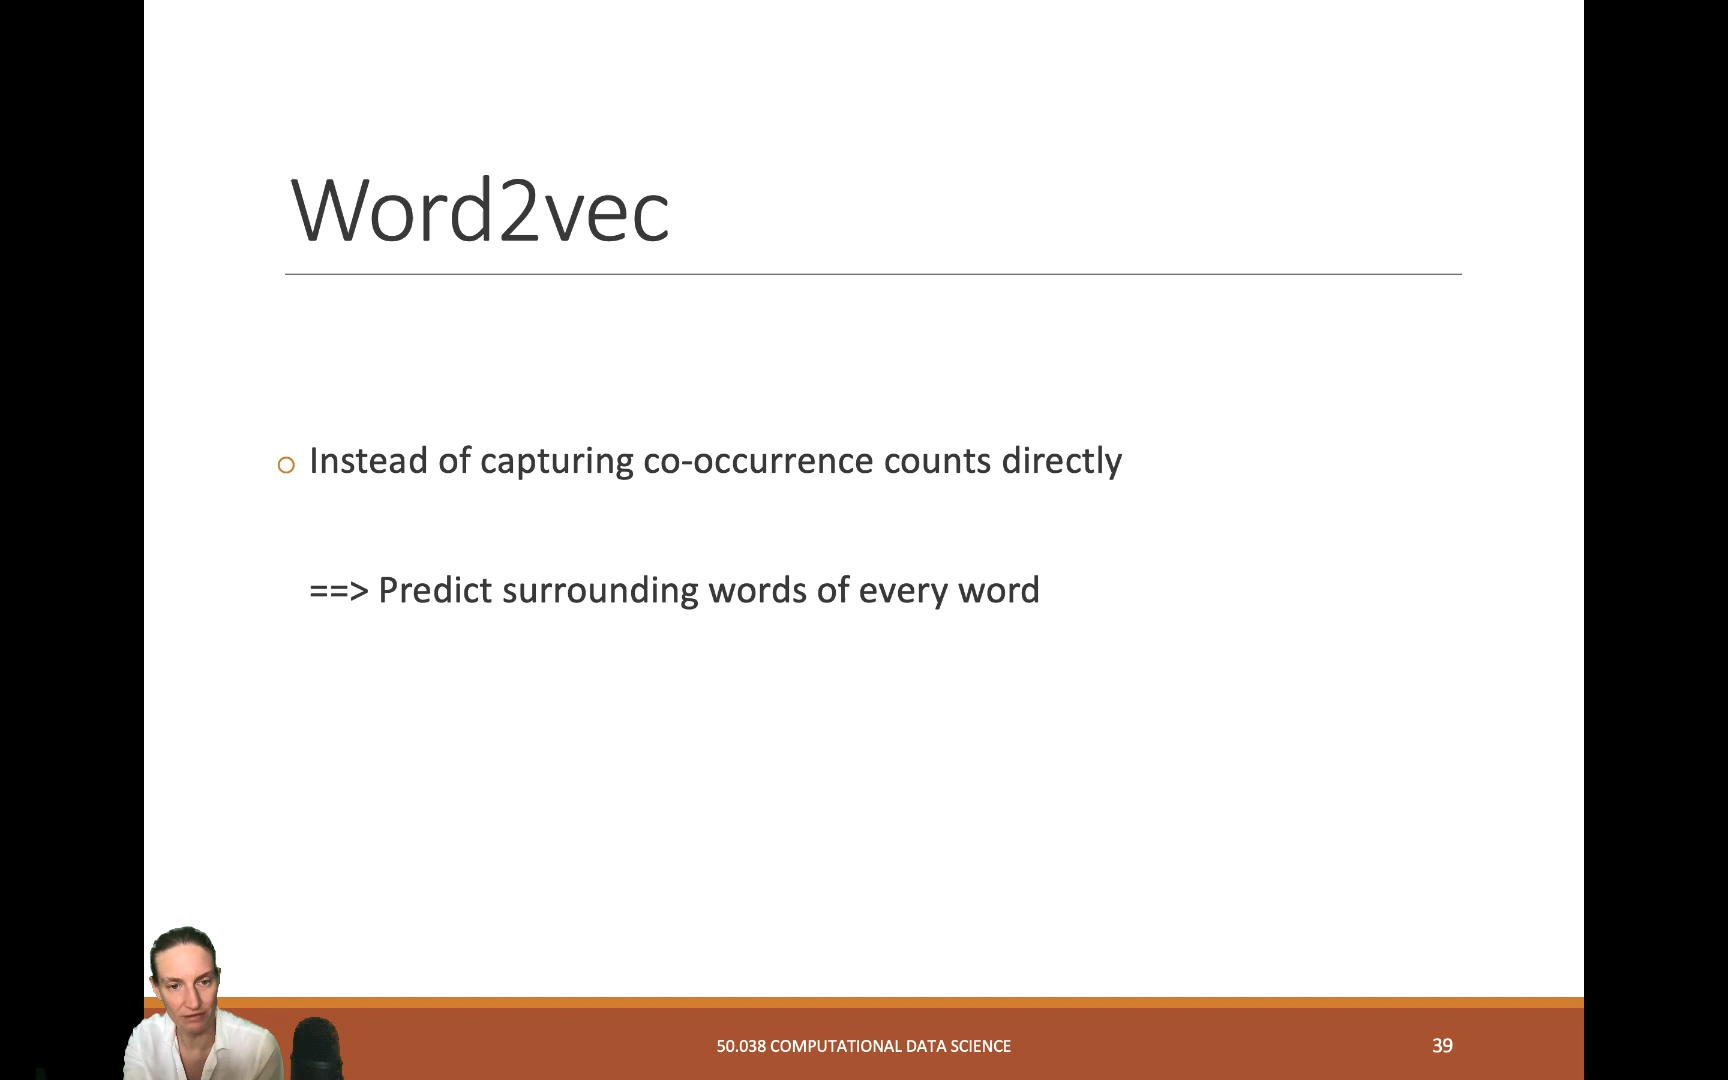 Word2vec
Instead of capturing co-occurrence counts directly
==> Predict surrounding words of every word
50.038 COMPUTATIONAL DATA SCIENCE
39